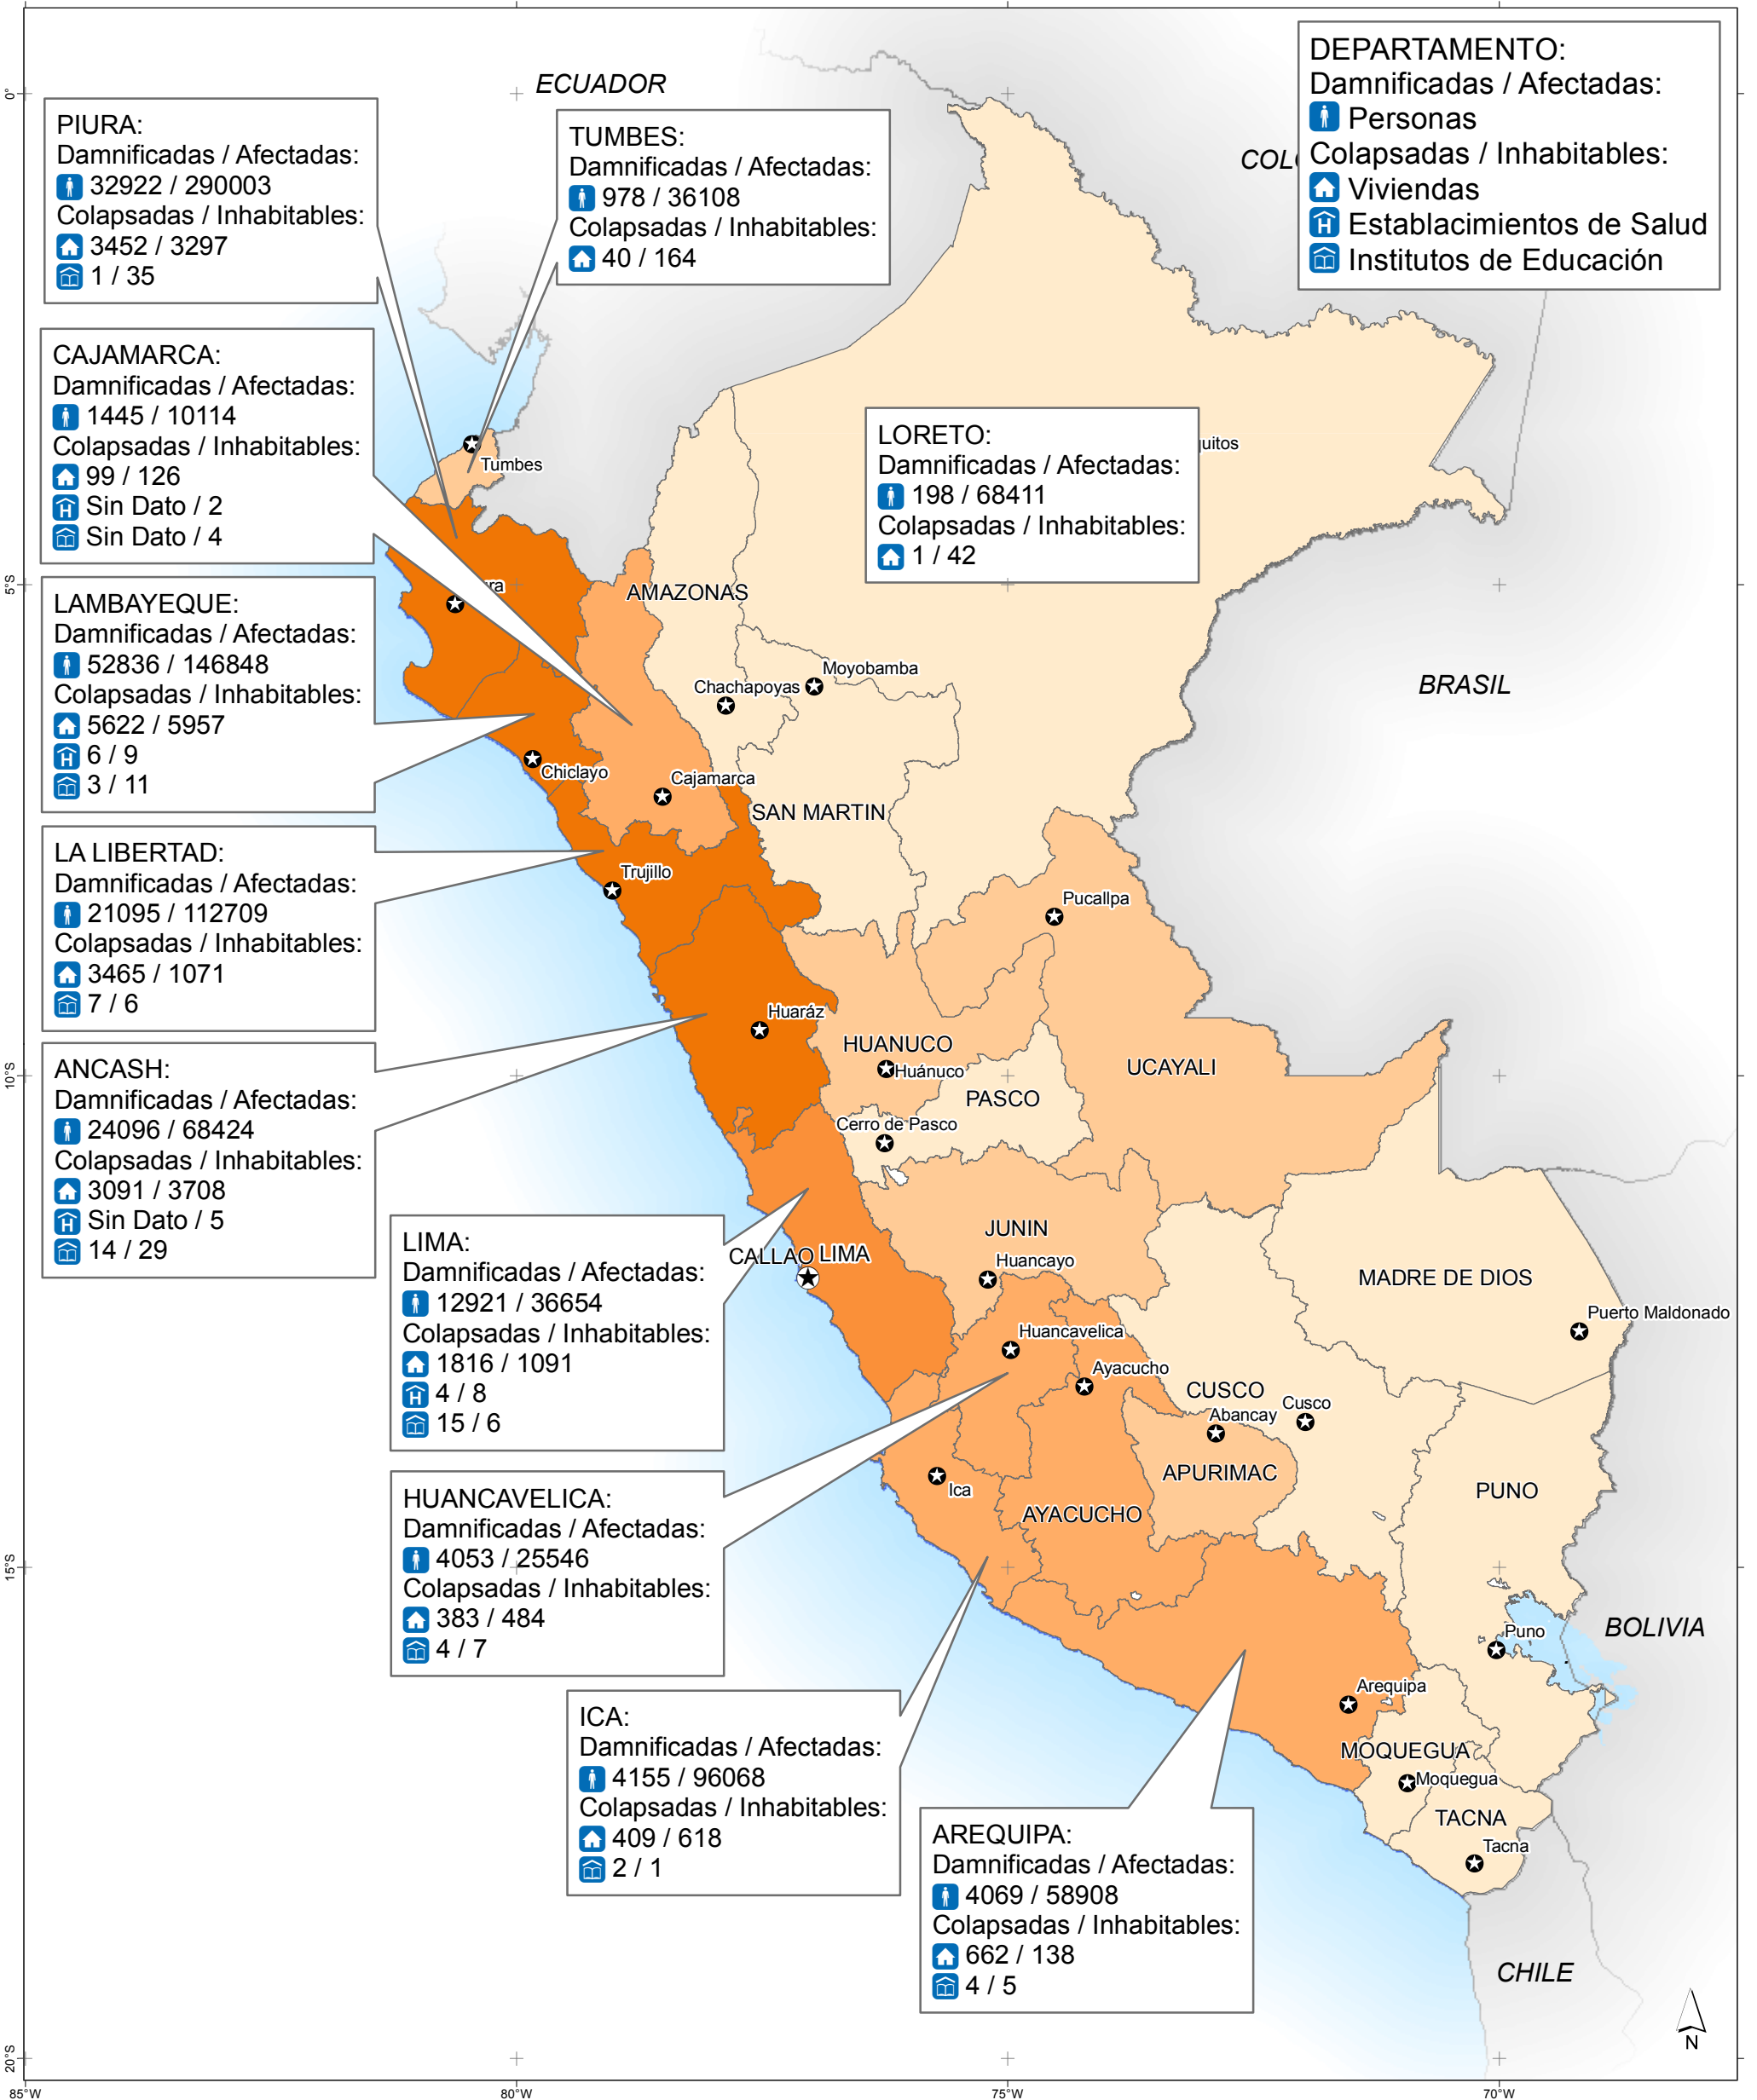 ECUADOR
COL
DEPARTAMENTO:
Damnificadas / Afectadas:
Personas
Colapsadas / Inhabitables:
Viviendas
Establacimientos de Salud
Institutos de Educación
PIURA:
Damnificadas / Afectadas:
32922 / 290003
Colapsadas / Inhabitables:
3452 / 3297
1 / 35
TUMBES:
Damnificadas / Afectadas:
978 / 36108
Colapsadas / Inhabitables:
40 / 164
CAJAMARCA:
Damnificadas / Afectadas:
1445 / 10114
Colapsadas / Inhabitables:
99 / 126
Sin Dato / 2
Sin Dato / 4
LORETO:
Damnificadas / Afectadas:
198 / 68411
Colapsadas / Inhabitables:
1 / 42
LAMBAYEQUE:
Damnificadas / Afectadas:
52836 / 146848
Colapsadas / Inhabitables:
5622 / 5957
6 / 9
3 / 11
LA LIBERTAD:
Damnificadas / Afectadas:
21095 / 112709
Colapsadas / Inhabitables:
3465 / 1071
7 / 6
ANCASH:
Damnificadas / Afectadas:
24096 / 68424
Colapsadas / Inhabitables:
3091 / 3708
Sin Dato / 5
14 / 29
LIMA:
Damnificadas / Afectadas:
12921 / 36654
Colapsadas / Inhabitables:
1816 / 1091
4 / 8
15 / 6
HUANCAVELICA:
Damnificadas / Afectadas:
4053 / 25546
Colapsadas / Inhabitables:
383 / 484
4 / 7
ICA:
Damnificadas / Afectadas:
4155 / 96068
Colapsadas / Inhabitables:
409 / 618
2 / 1
AREQUIPA:
Damnificadas / Afectadas:
4069 / 58908
Colapsadas / Inhabitables:
662 / 138
4 / 5
Tumbes
uitos
ra
AMAZONAS
Moyobamba
Chachapoyas
BRASIL
Chiclayo
Cajamarca
SAN MARTIN
Trujillo
Pucallpa
Huaráz
HUANUCO
Huánuco
UCAYALI
PASCO
Cerro de Pasco
JUNIN
CALLAO
LIMA
Huancayo
MADRE DE DIOS
Puerto Maldonado
Huancavelica
Ayacucho
CUSCO
Cusco
Abancay
APURIMAC
Ica
AYACUCHO
PUNO
Puno
BOLIVIA
Arequipa
MOQUEGUA
Moquegua
TACNA
Tacna
CHILE
N
0°
5°S
10°S
15°S
20°S
85°W
80°W
75°W
70°W